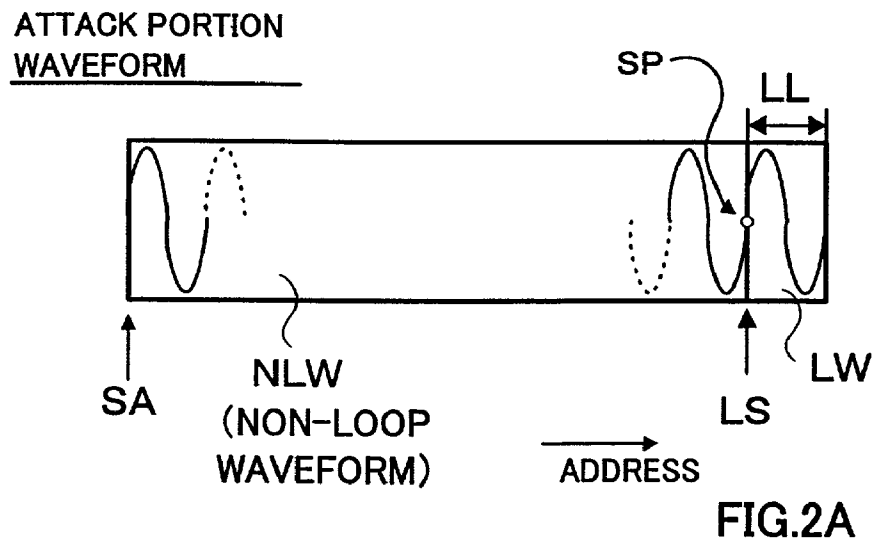 ATTACK PORTION
WAVEFORM
SP
LL
SA
NLW
(NON-LOOP
WAVEFORM)
LS
LW
ADDRESS
FIG.2A